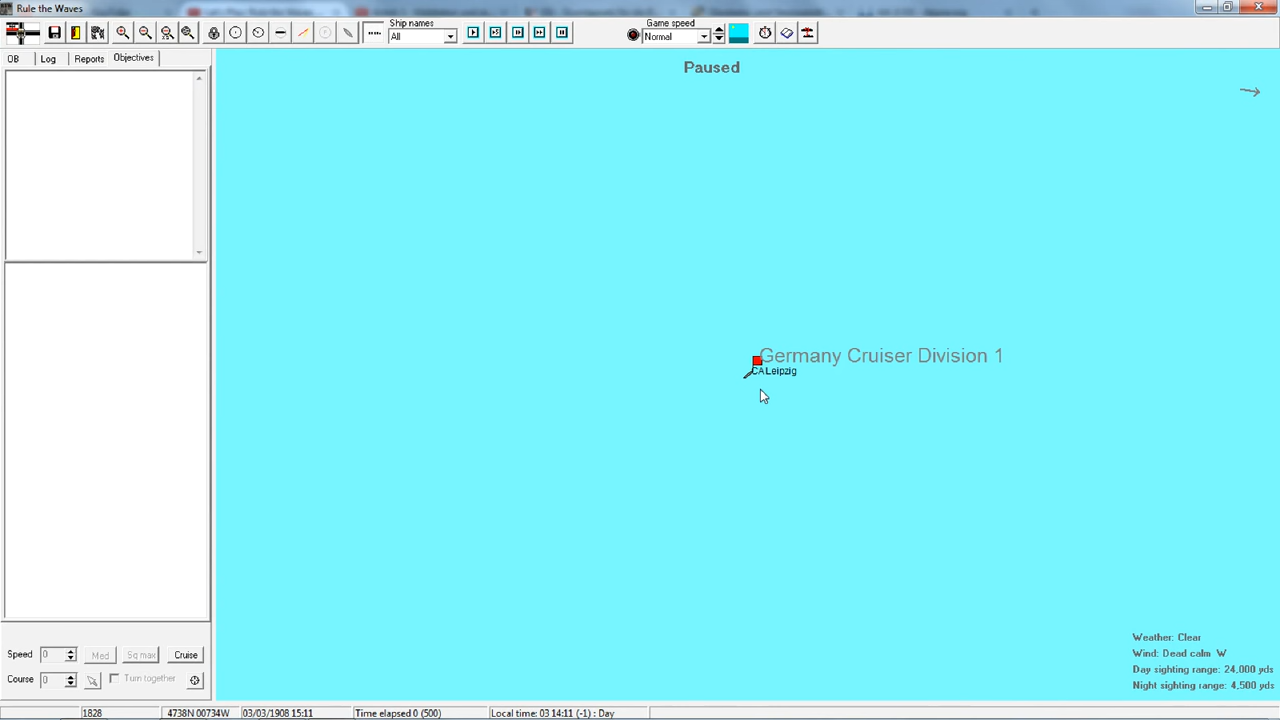 Rule the Waves
Ship names
All
Game speed
Normal
OB Log Reports Objectives
Paused
Germany Cruiser Division 1
CA Leipzig
Weather: Clear
Wind: Dead calm W
Day sighting range: 24,000 yds
Night sighting range: 4,500 yds
Speed 0 Med Sq max Cruise
Course 0 Turn together
1828 4738N 00734W 03/03/1908 15:11 Time elapsed 0 (500) Local time: 03 14:11 (-1) : Day